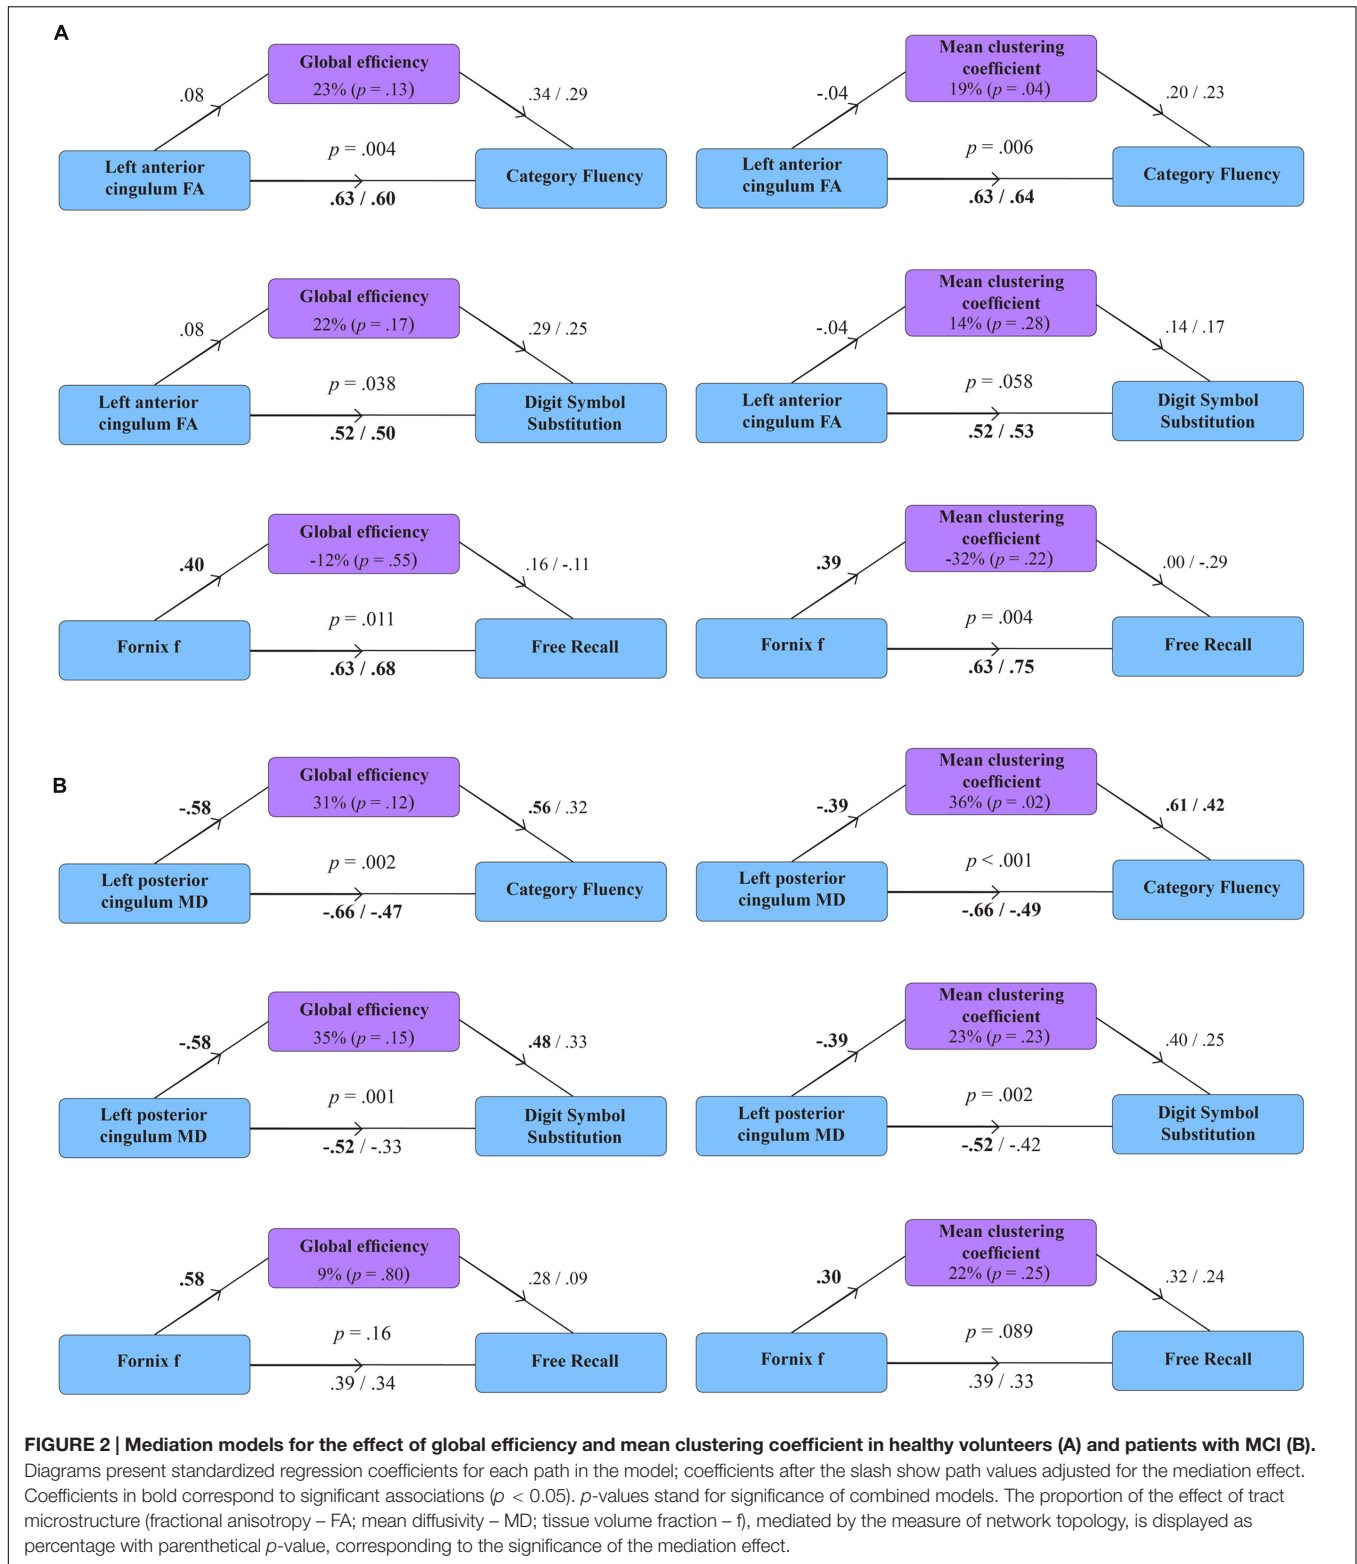 A
Global efficiency
23% (p = .13)
.08
.34 / .29
p = .004
Left anterior
cingulum FA
Category Fluency
.63 / .60
Mean clustering
coefficient
19% (p = .04)
-.04
.20 / .23
p = .006
Left anterior
cingulum FA
Category Fluency
.63 / .64
Global efficiency
22% (p = .17)
.08
.29 / .25
p = .038
Left anterior
cingulum FA
Digit Symbol
Substitution
.52 / .50
Mean clustering
coefficient
14% (p = .28)
-.04
.14 / .17
p = .058
Left anterior
cingulum FA
Digit Symbol
Substitution
.52 / .53
Global efficiency
-12% (p = .55)
.40
.16 / -.11
p = .011
Fornix f
Free Recall
.63 / .68
Mean clustering
coefficient
-32% (p = .22)
.39
.00 / -.29
p = .004
Fornix f
Free Recall
.63 / .75
B
Global efficiency
31% (p = .12)
-.58
.56 / .32
p = .002
Left posterior
cingulum MD
Category Fluency
-.66 / -.47
Mean clustering
coefficient
36% (p = .02)
-.39
.61 / .42
p < .001
Left posterior
cingulum MD
Category Fluency
-.66 / -.49
Global efficiency
35% (p = .15)
-.58
.48 / .33
p = .001
Left posterior
cingulum MD
Digit Symbol
Substitution
-.52 / -.33
Mean clustering
coefficient
23% (p = .23)
-.39
.40 / .25
p = .002
Left posterior
cingulum MD
Digit Symbol
Substitution
-.52 / -.42
Global efficiency
9% (p = .80)
.58
.28 / .09
p = .16
Fornix f
Free Recall
.39 / .34
Mean clustering
coefficient
22% (p = .25)
.30
.32 / .24
p = .089
Fornix f
Free Recall
.39 / .33
FIGURE 2 | Mediation models for the effect of global efficiency and mean clustering coefficient in healthy volunteers (A) and patients with MCI (B).
Diagrams present standardized regression coefficients for each path in the model; coefficients after the slash show path values adjusted for the mediation effect.
Coefficients in bold correspond to significant associations (p < 0.05). p-values stand for significance of combined models. The proportion of the effect of tract
microstructure (fractional anisotropy – FA; mean diffusivity – MD; tissue volume fraction – f), mediated by the measure of network topology, is displayed as
percentage with parenthetical p-value, corresponding to the significance of the mediation effect.